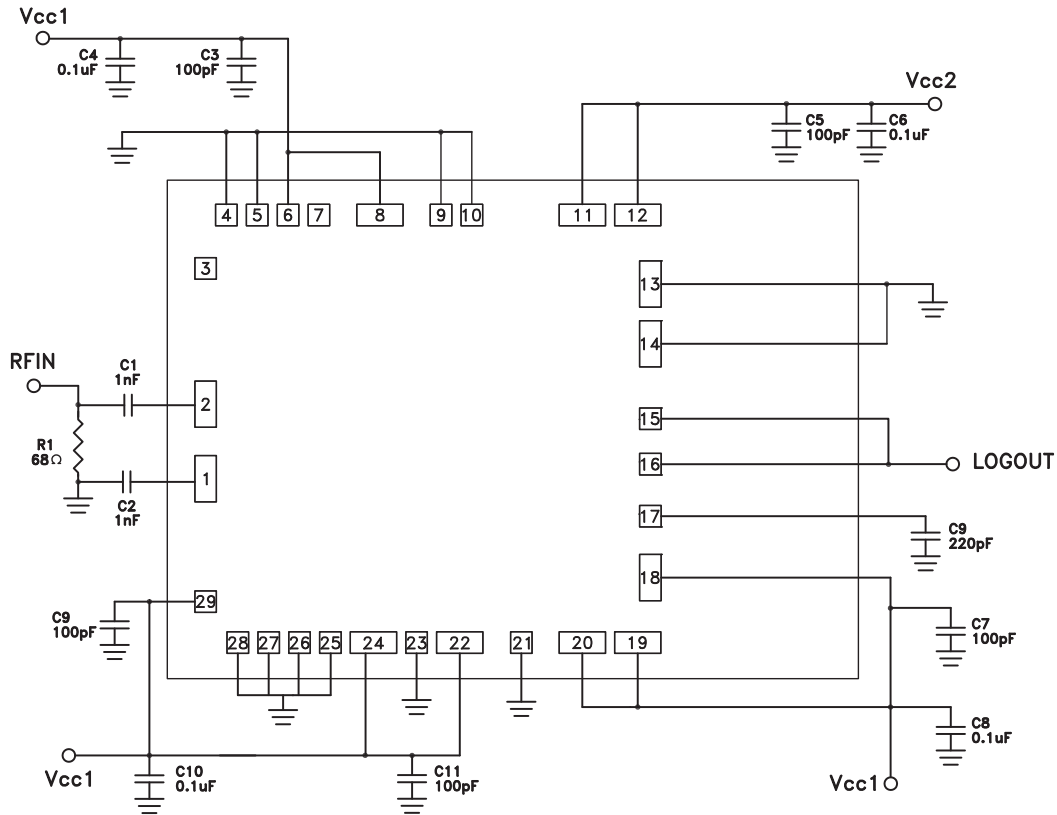 Vcc1
C4
0.1uF
C3
100pF
Vcc2
C5
100pF
C6
0.1uF
4
5
6
7
8
9
10
11
12
3
13
14
RFIN
C1
1nF
2
R1
68Ω
1
C2
1nF
15
16
LOGOUT
17
C9
220pF
18
29
C9
100pF
C7
100pF
28
27
26
25
24
23
22
21
20
19
C8
0.1uF
Vcc1
C10
0.1uF
C11
100pF
Vcc1